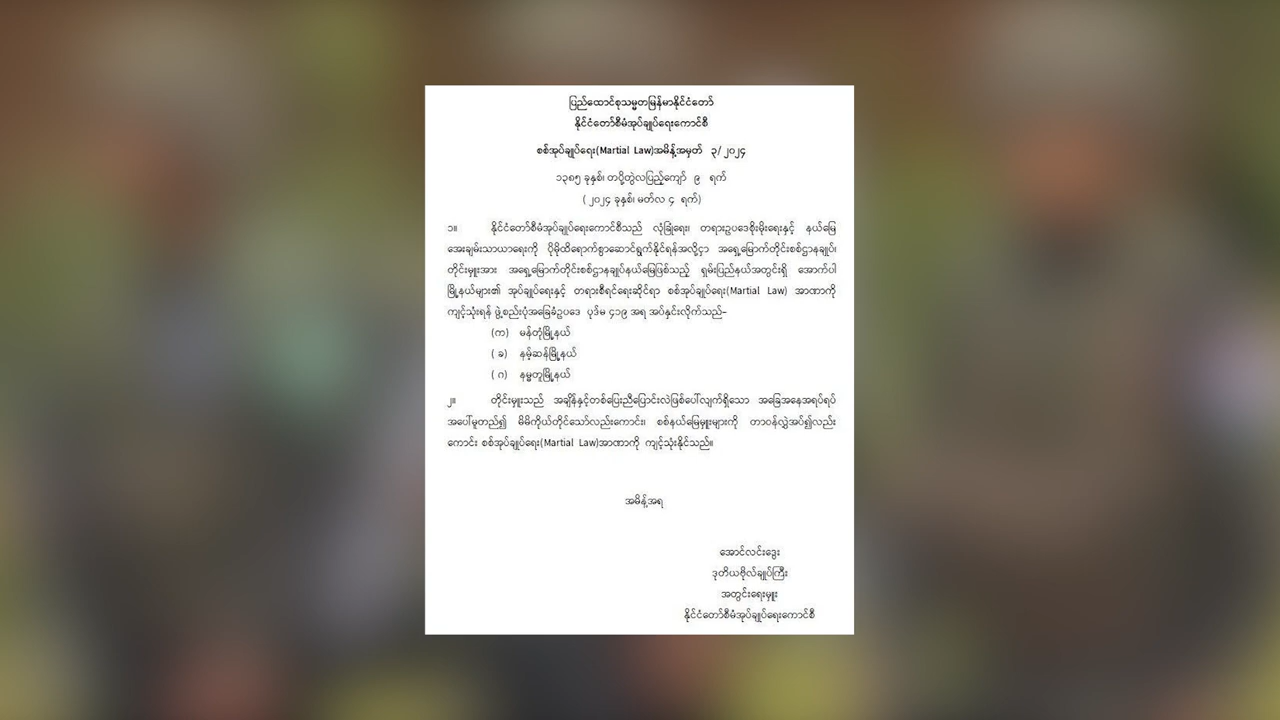 ပြည်ထောင်စုသမ္မတမြန်မာနိုင်ငံတော်
နိုင်ငံတော်စီမံအုပ်ချုပ်ရေးကောင်စီ
စစ်အုပ်ချုပ်ရေး(Martial Law)အမိန့်အမှတ် ၃/၂၀၂၄
၁၃၈၅ ခုနှစ်၊ တပို့တွဲလပြည့်ကျော် ၉ ရက်
( ၂၀၂၄ ခုနှစ်၊ မတ်လ ၄ ရက်)
၁။ နိုင်ငံတော်စီမံအုပ်ချုပ်ရေးကောင်စီသည် လုံခြုံရေး၊ တရားဥပဒေစိုးမိုးရေးနှင့် နယ်မြေ
အေးချမ်းသာယာရေးကို ပိုမိုထိရောက်စွာဆောင်ရွက်နိုင်ရန်အလို့ငှာ အရှေ့မြောက်တိုင်းစစ်ဌာနချုပ်၊
တိုင်းမှူးအား အရှေ့မြောက်တိုင်းစစ်ဌာနချုပ်နယ်မြေဖြစ်သည့် ရှမ်းပြည်နယ်အတွင်းရှိ အောက်ပါ
မြို့နယ်များ၏ အုပ်ချုပ်ရေးနှင့် တရားစီရင်ရေးဆိုင်ရာ စစ်အုပ်ချုပ်ရေး(Martial Law) အာဏာကို
ကျင့်သုံးရန် ဖွဲ့စည်းပုံအခြေခံဥပဒေ ပုဒ်မ ၄၁၉ အရ အပ်နှင်းလိုက်သည်-
(က) မန်တုံမြို့နယ်
( ခ) နမ့်ဆန်မြို့နယ်
( ဂ) နမ္မတူမြို့နယ်
၂။ တိုင်းမှူးသည် အချိန်နှင့်တစ်ပြေးညီပြောင်းလဲဖြစ်ပေါ်လျက်ရှိသော အခြေအနေအရပ်ရပ်
အပေါ်မူတည်၍ မိမိကိုယ်တိုင်သော်လည်းကောင်း၊ စစ်နယ်မြေမှူးများကို တာဝန်လွှဲအပ်၍လည်း
ကောင်း စစ်အုပ်ချုပ်ရေး(Martial Law)အာဏာကို ကျင့်သုံးနိုင်သည်။
အမိန့်အရ
အောင်လင်းဒွေး
ဒုတိယဗိုလ်ချုပ်ကြီး
အတွင်းရေးမှူး
နိုင်ငံတော်စီမံအုပ်ချုပ်ရေးကောင်စီ